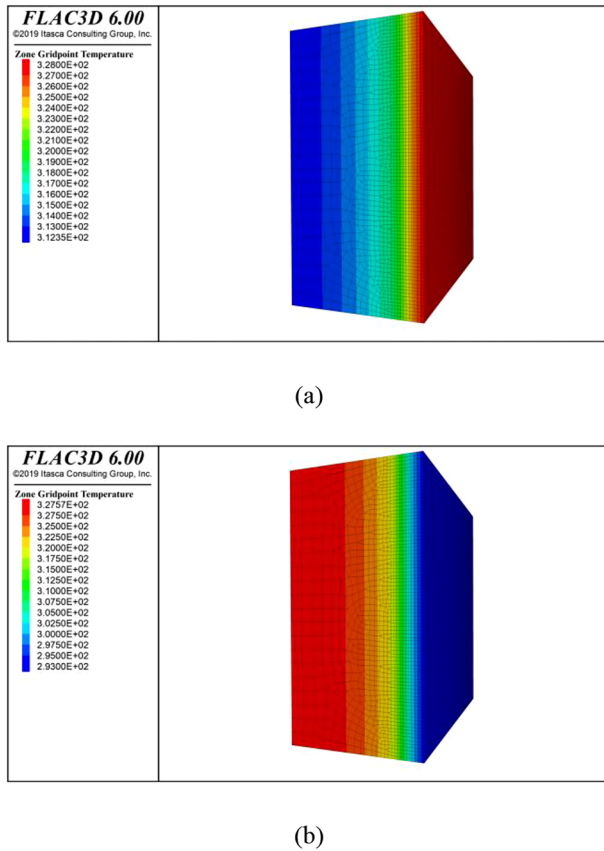 FLAC3D 6.00
©2019 Itasca Consulting Group, Inc.
Zone Gridpoint Temperature
3.2800E+02
3.2700E+02
3.2600E+02
3.2500E+02
3.2400E+02
3.2300E+02
3.2200E+02
3.2100E+02
3.2000E+02
3.1900E+02
3.1800E+02
3.1700E+02
3.1600E+02
3.1500E+02
3.1400E+02
3.1300E+02
3.1235E+02
(a)
FLAC3D 6.00
©2019 Itasca Consulting Group, Inc.
Zone Gridpoint Temperature
3.2757E+02
3.2750E+02
3.2500E+02
3.2250E+02
3.2000E+02
3.1750E+02
3.1500E+02
3.1250E+02
3.1000E+02
3.0750E+02
3.0500E+02
3.0250E+02
3.0000E+02
2.9750E+02
2.9500E+02
2.9300E+02
(b)